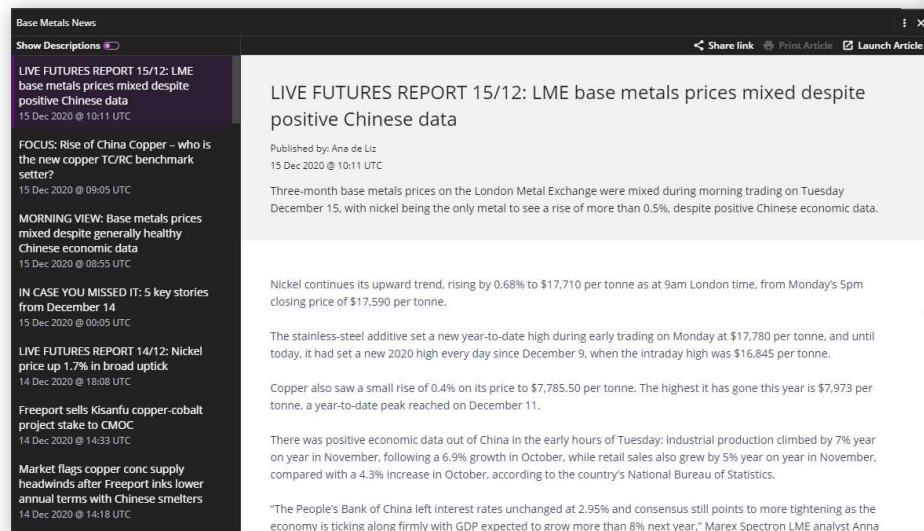 Base Metals News
Show Descriptions
Share link Print Article Launch Article
LIVE FUTURES REPORT 15/12: LME
base metals prices mixed despite
positive Chinese data
15 Dec 2020 @ 10:11 UTC
FOCUS: Rise of China Copper – who is
the new copper TC/RC benchmark
setter?
15 Dec 2020 @ 09:05 UTC
MORNING VIEW: Base metals prices
mixed despite generally healthy
Chinese economic data
15 Dec 2020 @ 08:55 UTC
IN CASE YOU MISSED IT: 5 key stories
from December 14
15 Dec 2020 @ 00:05 UTC
LIVE FUTURES REPORT 14/12: Nickel
price up 1.7% in broad uptick
14 Dec 2020 @ 18:08 UTC
Freeport sells Kisanfu copper-cobalt
project stake to CMOC
14 Dec 2020 @ 14:33 UTC
Market flags copper conc supply
headwinds after Freeport inks lower
annual terms with Chinese smelters
14 Dec 2020 @ 14:18 UTC
LIVE FUTURES REPORT 15/12: LME base metals prices mixed despite
positive Chinese data
Published by: Ana de Liz
15 Dec 2020 @ 10:11 UTC
Three-month base metals prices on the London Metal Exchange were mixed during morning trading on Tuesday
December 15, with nickel being the only metal to see a rise of more than 0.5%, despite positive Chinese economic data.
Nickel continues its upward trend, rising by 0.68% to $17,710 per tonne as at 9am London time, from Monday's 5pm
closing price of $17,590 per tonne.
The stainless-steel additive set a new year-to-date high during early trading on Monday at $17,780 per tonne, and until
today, it had set a new 2020 high every day since December 9, when the intraday high was $16,845 per tonne.
Copper also saw a small rise of 0.4% on its price to $7,785.50 per tonne. The highest it has gone this year is $7,973 per
tonne, a year-to-date peak reached on December 11.
There was positive economic data out of China in the early hours of Tuesday: industrial production climbed by 7% year
on year in November, following a 6.9% growth in October, while retail sales also grew by 5% year on year in November,
compared with a 4.3% increase in October, according to the country's National Bureau of Statistics.
"The People's Bank of China left interest rates unchanged at 2.95% and consensus still points to more tightening as the
economy is ticking along firmly with GDP expected to grow more than 8% next year," Marex Spectron LME analyst Anna